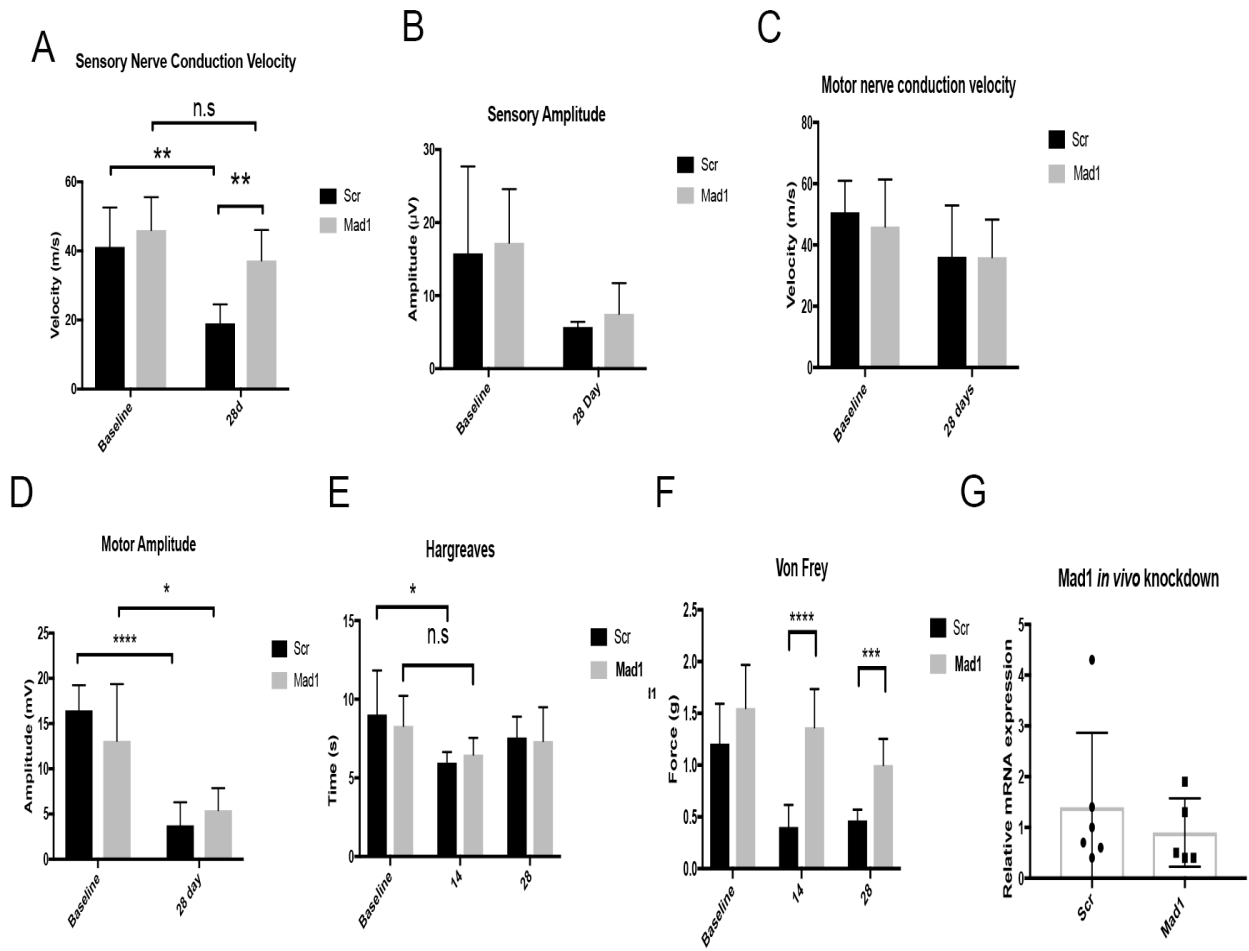 A
Sensory Nerve Conduction Velocity
n.s
**
**
Velocity (m/s)
60
40
20
0
Baseline
28d
Scr
Mad1
B
Sensory Amplitude
Amplitude (µV)
30
20
10
0
Baseline
28 Day
Scr
Mad1
C
Motor nerve conduction velocity
Velocity (m/s)
80
60
40
20
0
Baseline
28 days
Scr
Mad1
D
Motor Amplitude
*
****
Amplitude (mV)
25
20
15
10
5
0
Baseline
28 day
Scr
Mad1
E
Hargreaves
*
n.s
Time (s)
15
10
5
0
Baseline
14
28
Scr
Mad1
F
Von Frey
****
***
l1
Force (g)
2.5
2.0
1.5
1.0
0.5
0.0
Baseline
14
28
Scr
Mad1
G
Mad1 in vivo knockdown
Relative mRNA expression
5
4
3
2
1
0
Scr
Mad1